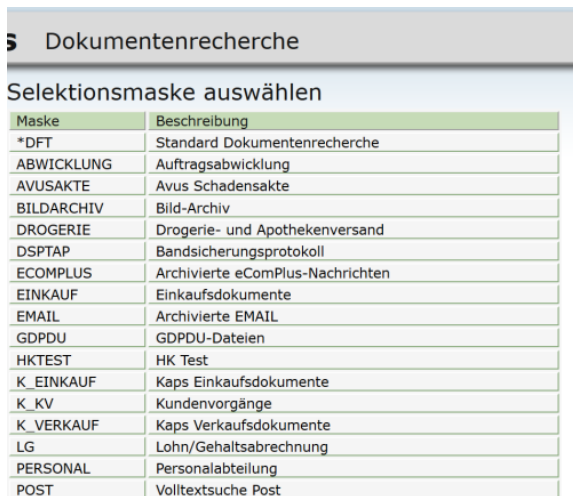 s Dokumentenrecherche
Selektionsmaske auswählen
Maske Beschreibung
*DFT Standard Dokumentenrecherche
ABWICKLUNG Auftragsabwicklung
AVUSAKTE Avus Schadensakte
BILDARCHIV Bild-Archiv
DROGERIE Drogerie- und Apothekenversand
DSPTAP Bandsicherungsprotokoll
ECOMPLUS Archivierte eComPlus-Nachrichten
EINKAUF Einkaufsdokumente
EMAIL Archivierte EMAIL
GDPDU GDPDU-Dateien
HKTEST HK Test
K_EINKAUF Kaps Einkaufsdokumente
K_KV Kundenvorgänge
K_VERKAUF Kaps Verkaufsdokumente
LG Lohn/Gehaltsabrechnung
PERSONAL Personalabteilung
POST Volltextsuche Post